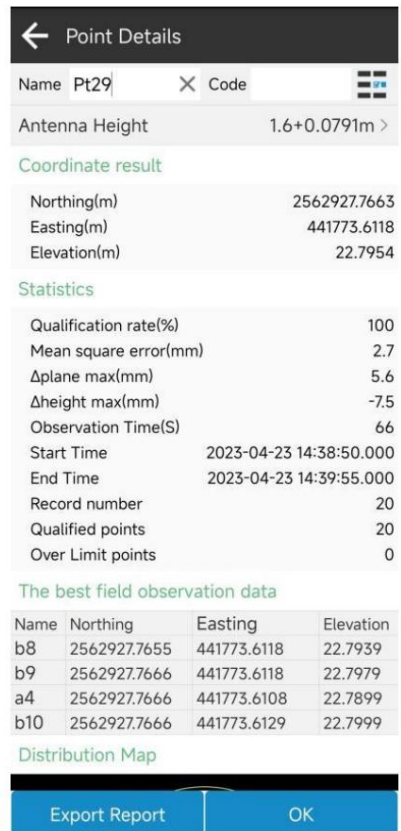 Point Details
Name Pt29 Code
Antenna Height 1.6+0.0791m >
Coordinate result
Northing(m) 2562927.7663
Easting(m) 441773.6118
Elevation(m) 22.7954
Statistics
Qualification rate(%) 100
Mean square error(mm) 2.7
Δplane max(mm) 5.6
Δheight max(mm) -7.5
Observation Time(S) 66
Start Time 2023-04-23 14:38:50.000
End Time 2023-04-23 14:39:55.000
Record number 20
Qualified points 20
Over Limit points 0
The best field observation data
Name Northing Easting Elevation
b8 2562927.7655 441773.6118 22.7939
b9 2562927.7666 441773.6118 22.7979
a4 2562927.7666 441773.6108 22.7899
b10 2562927.7666 441773.6129 22.7999
Distribution Map
Export Report OK